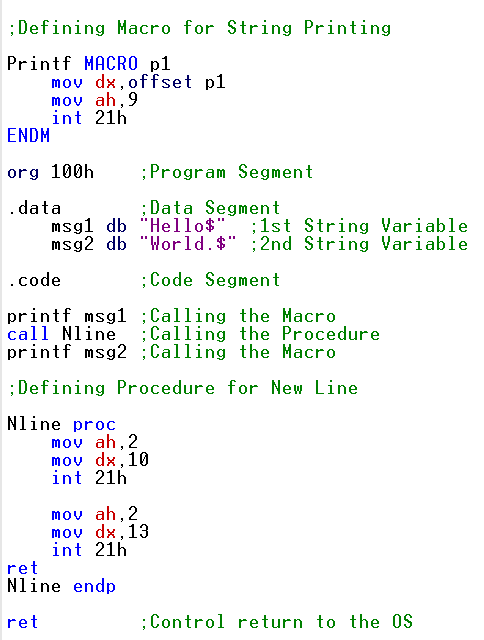 ;Defining Macro for String Printing
Printf MACRO p1
    mov dx,offset p1
    mov ah,9
    int 21h
ENDM
org 100h     ;Program Segment
.data         ;Data Segment
    msg1 db "Hello$"  ;1st String Variable
    msg2 db "World.$" ;2nd String Variable
.code         ;Code Segment
printf msg1 ;Calling the Macro
call Nline   ;Calling the Procedure
printf msg2 ;Calling the Macro
;Defining Procedure for New Line
Nline proc
    mov ah,2
    mov dx,10
    int 21h
    mov ah,2
    mov dx,13
    int 21h
ret
Nline endp
ret           ;Control return to the OS